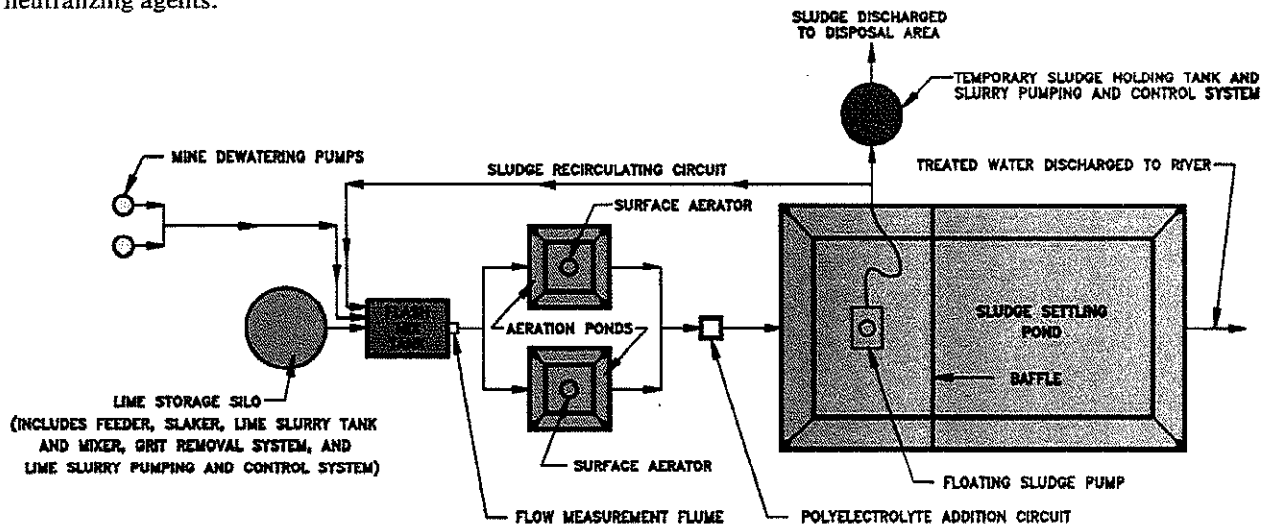 neutralizing agents.
SLUDGE DISCHARGED
TO DISPOSAL AREA
TEMPORARY SLUDGE HOLDING TANK AND
SLURRY PUMPING AND CONTROL SYSTEM
MINE DEWATERING PUMPS
SLUDGE RECIRCULATING CIRCUIT
TREATED WATER DISCHARGED TO RIVER
SURFACE AERATOR
FLASH
MIX
TANK
AERATION PONDS
SLUDGE SETTLING
POND
BAFFLE
LIME STORAGE SILO
(INCLUDES FEEDER, SLAKER, LIME SLURRY TANK
AND MIXER, GRIT REMOVAL SYSTEM, AND
LIME SLURRY PUMPING AND CONTROL SYSTEM)
SURFACE AERATOR
FLOATING SLUDGE PUMP
FLOW MEASUREMENT FLUME
POLYELECTROLYTE ADDITION CIRCUIT